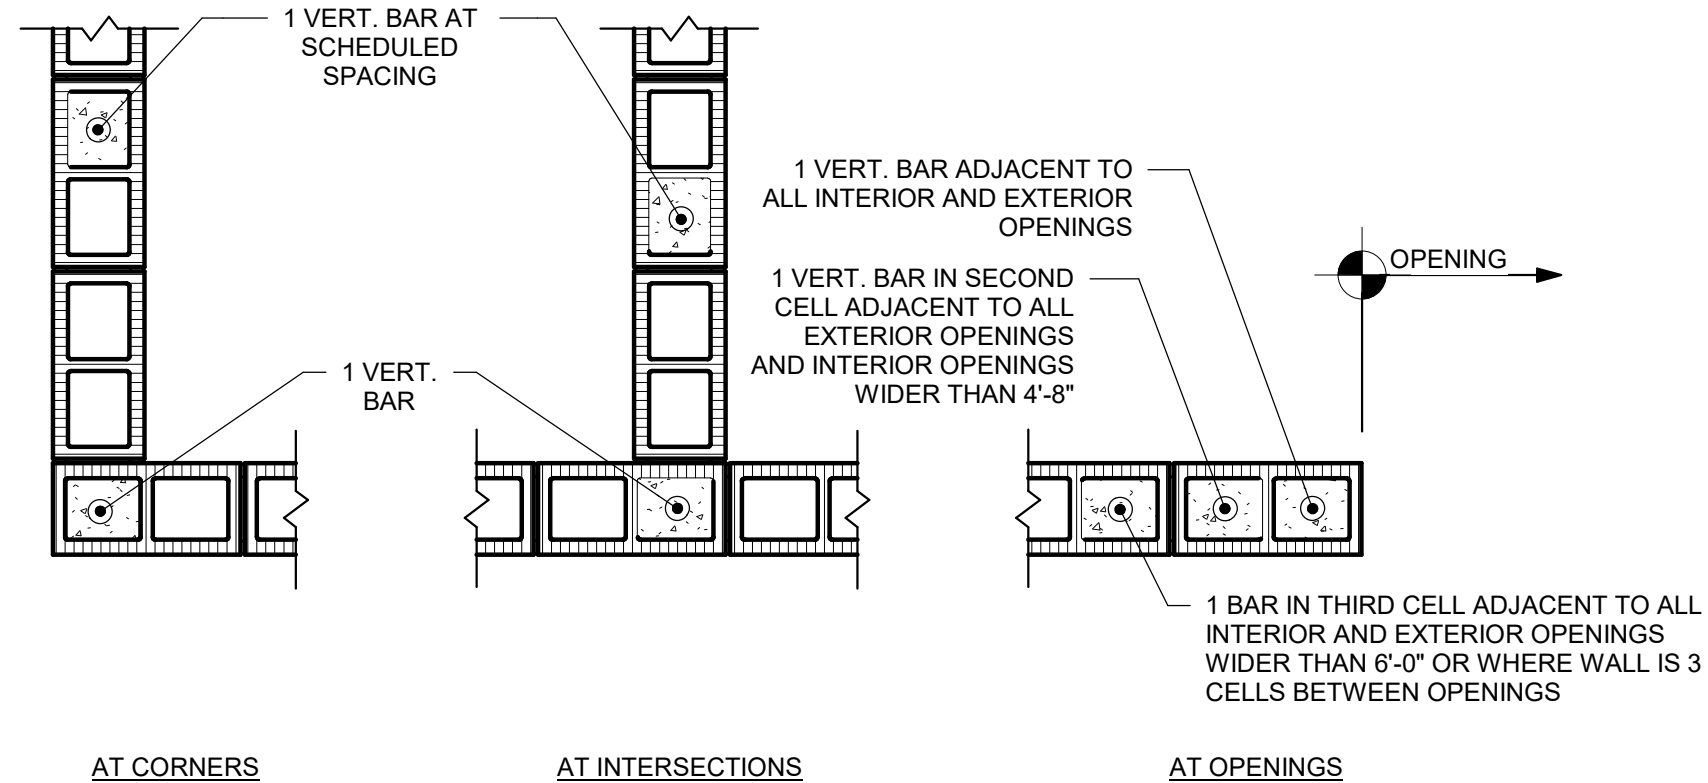 1 VERT. BAR AT
SCHEDULED
SPACING
1 VERT. BAR ADJACENT TO
ALL INTERIOR AND EXTERIOR
OPENINGS
OPENING
1 VERT. BAR IN SECOND
CELL ADJACENT TO ALL
EXTERIOR OPENINGS
AND INTERIOR OPENINGS
WIDER THAN 4'-8"
1 VERT.
BAR
1 BAR IN THIRD CELL ADJACENT TO ALL
INTERIOR AND EXTERIOR OPENINGS
WIDER THAN 6'-0" OR WHERE WALL IS 3
CELLS BETWEEN OPENINGS
AT CORNERS
AT INTERSECTIONS
AT OPENINGS